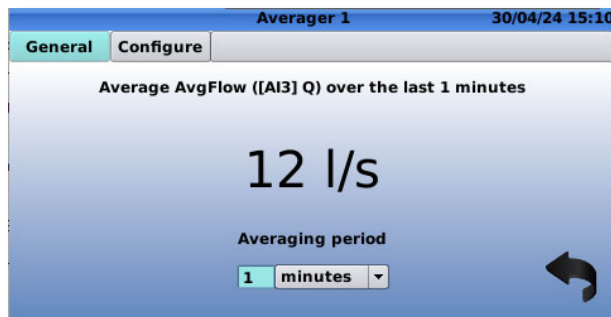 Averager 1 30/04/24 15:10
General Configure
Average AvgFlow ([AI3] Q) over the last 1 minutes
12 l/s
Averaging period
1 minutes